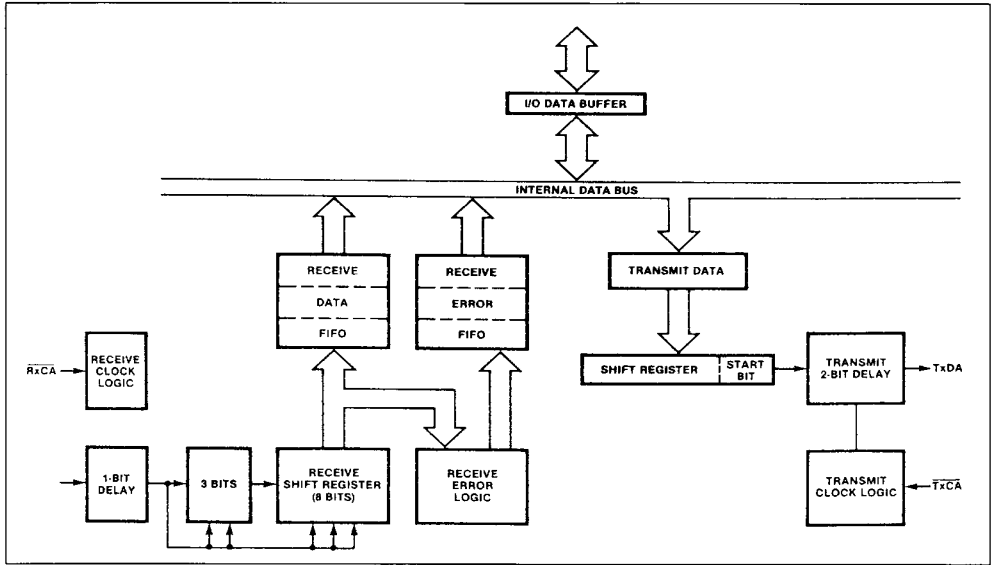 I/O DATA BUFFER
INTERNAL DATA BUS
RECEIVE
DATA
FIFO
RECEIVE
ERROR
FIFO
TRANSMIT DATA
RxCA
RECEIVE
CLOCK
LOGIC
SHIFT REGISTER
START
BIT
TRANSMIT
2-BIT DELAY
TxDA
1-BIT
DELAY
3 BITS
RECEIVE
SHIFT REGISTER
(8 BITS)
RECEIVE
ERROR
LOGIC
TRANSMIT
CLOCK LOGIC
TxCA